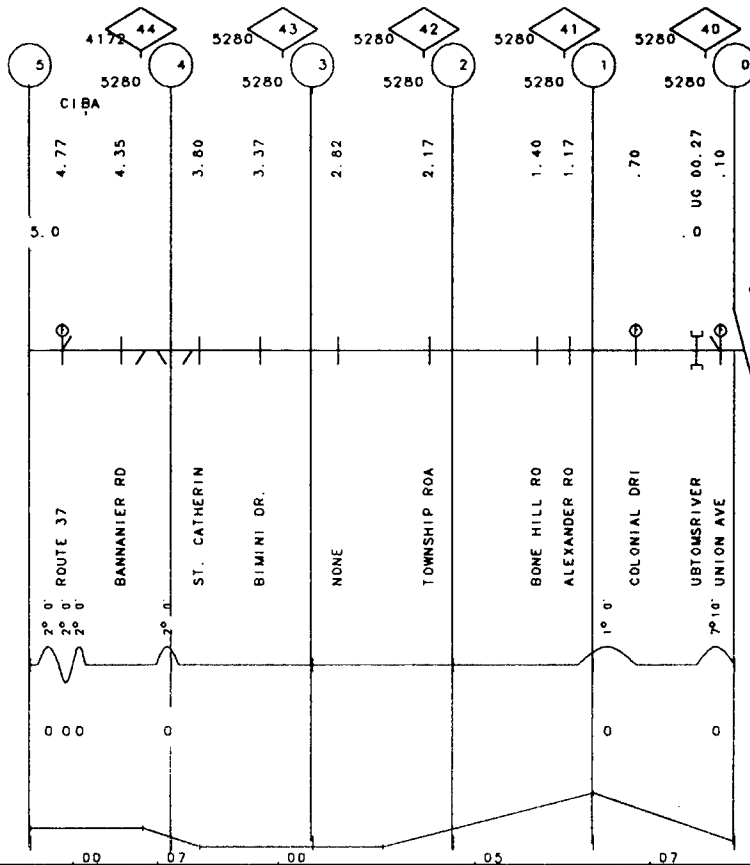 44 43 42 41 40
4172 5280 5280 5280 5280
5 4 3 2 1 0
5280 5280 5280 5280 5280
CIBA
4.77 4.35 3.80 3.37 2.82 2.17 1.40 1.17 .70 UG 00.27 .10
5.0 .0
ROUTE 37
BANNANIER RD
ST. CATHERIN
BIMINI DR.
NONE
TOWNSHIP ROA
BONE HILL RO
ALEXANDER RO
COLONIAL DRI
UBTOMSRIVER
UNION AVE
2° 0' 2° 0' 2° 0' 2° 0' 1° 0' 7° 10'
0 0 0 0 0 0
.00 .07 .00 .05 .07